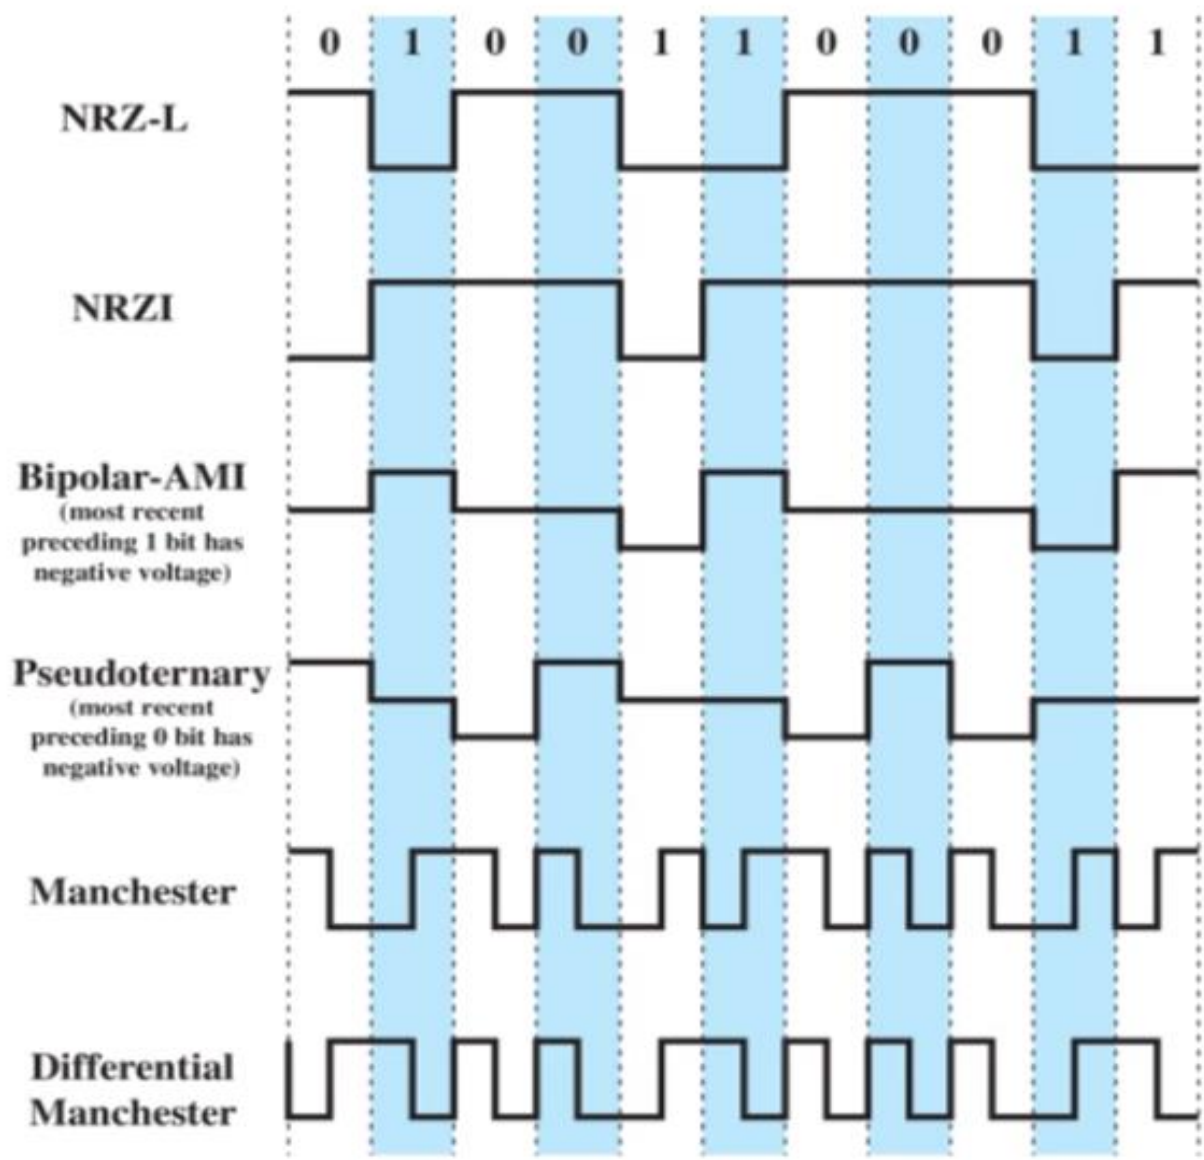 0 1 0 0 1 1 0 0 0 1 1
NRZ-L
NRZI
Bipolar-AMI
(most recent
preceding 1 bit has
negative voltage)
Pseudoternary
(most recent
preceding 0 bit has
negative voltage)
Manchester
Differential
Manchester